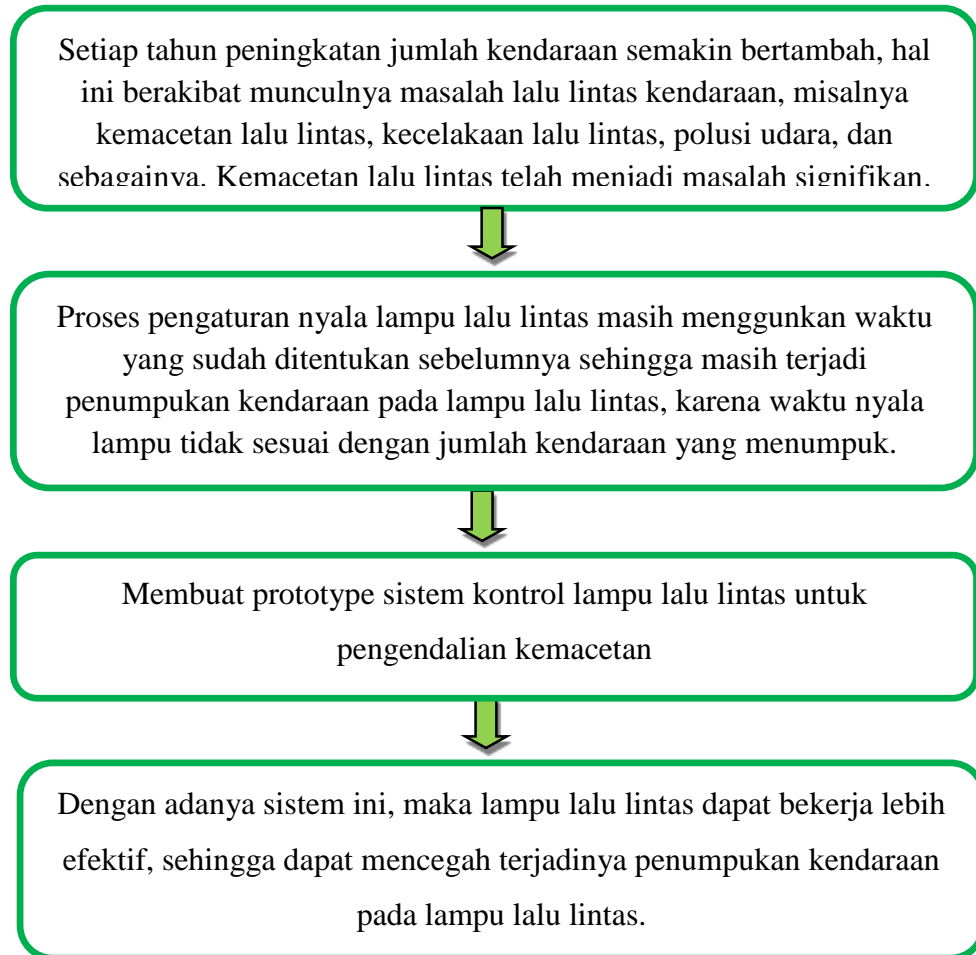 Setiap tahun peningkatan jumlah kendaraan semakin bertambah, hal
ini berakibat munculnya masalah lalu lintas kendaraan, misalnya
kemacetan lalu lintas, kecelakaan lalu lintas, polusi udara, dan
sebagainya. Kemacetan lalu lintas telah menjadi masalah signifikan.
Proses pengaturan nyala lampu lalu lintas masih menggunkan waktu
yang sudah ditentukan sebelumnya sehingga masih terjadi
penumpukan kendaraan pada lampu lalu lintas, karena waktu nyala
lampu tidak sesuai dengan jumlah kendaraan yang menumpuk.
Membuat prototype sistem kontrol lampu lalu lintas untuk
pengendalian kemacetan
Dengan adanya sistem ini, maka lampu lalu lintas dapat bekerja lebih
efektif, sehingga dapat mencegah terjadinya penumpukan kendaraan
pada lampu lalu lintas.